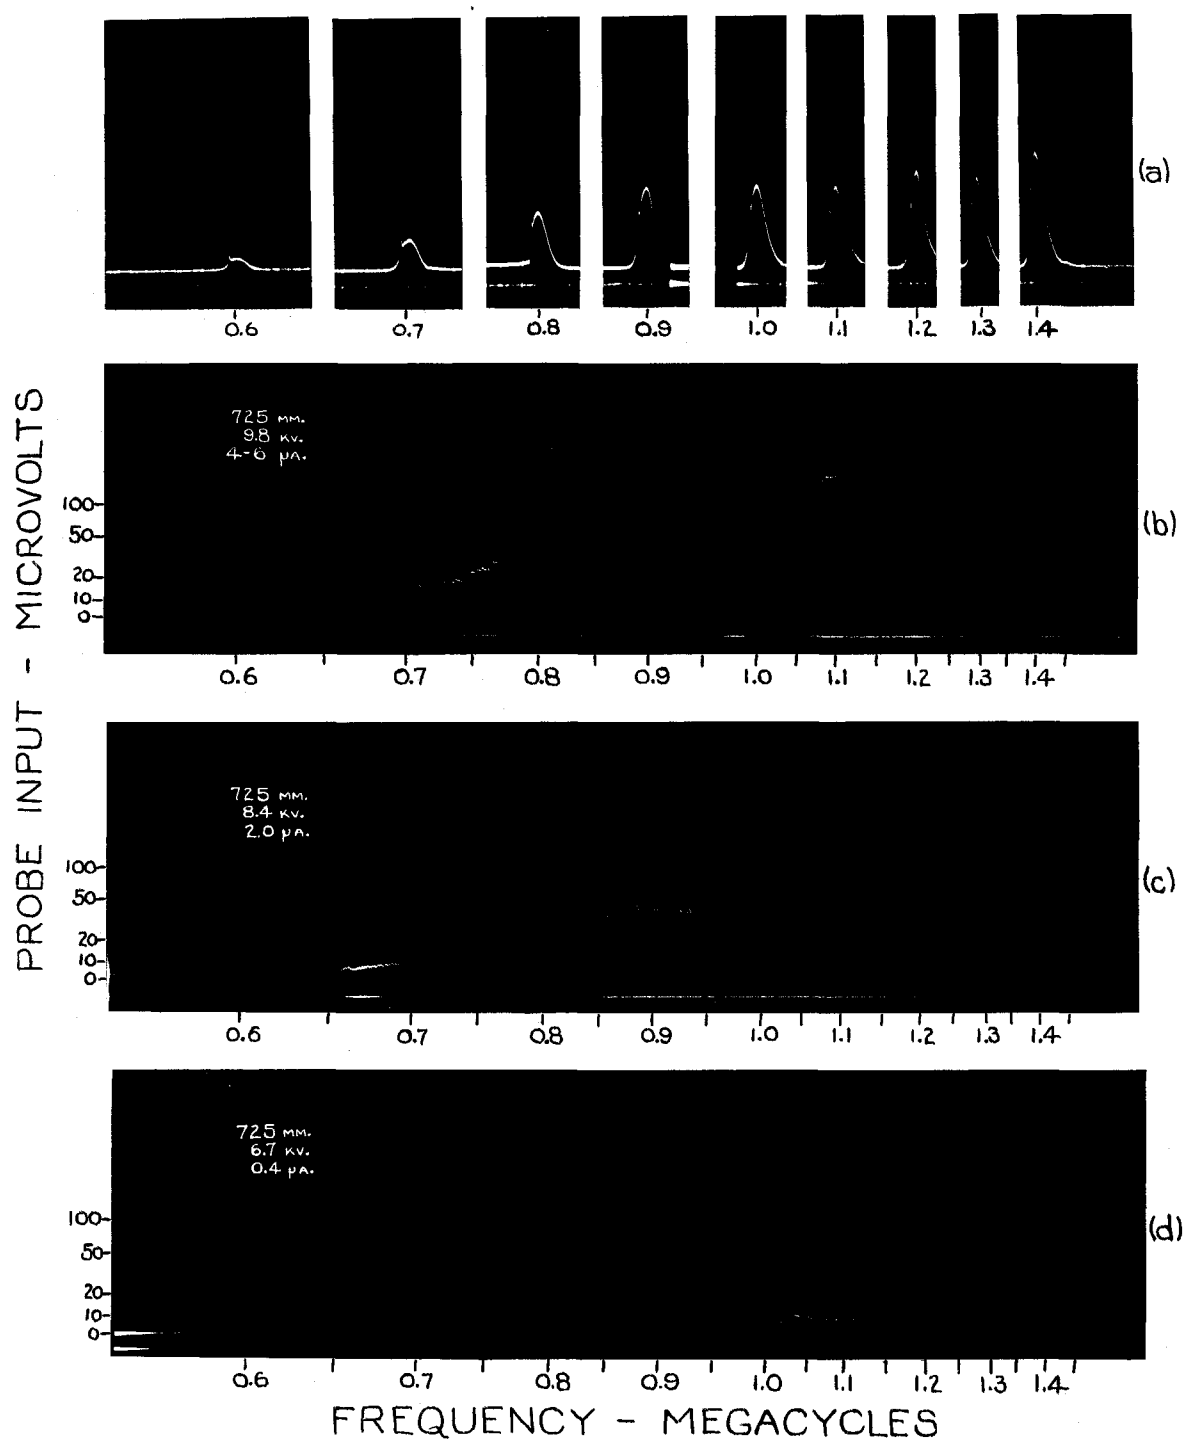 (a)
0.6 0.7 0.8 0.9 1.0 1.1 1.2 1.3 1.4
PROBE INPUT - MICROVOLTS
725 MM.
9.8 KV.
4-6 µA.
100
50
20
10
0
(b)
0.6 0.7 0.8 0.9 1.0 1.1 1.2 1.3 1.4
725 MM.
8.4 KV.
2.0 µA.
100
50
20
10
0
(c)
0.6 0.7 0.8 0.9 1.0 1.1 1.2 1.3 1.4
725 MM.
6.7 KV.
0.4 µA.
100
50
20
10
0
(d)
0.6 0.7 0.8 0.9 1.0 1.1 1.2 1.3 1.4
FREQUENCY - MEGACYCLES